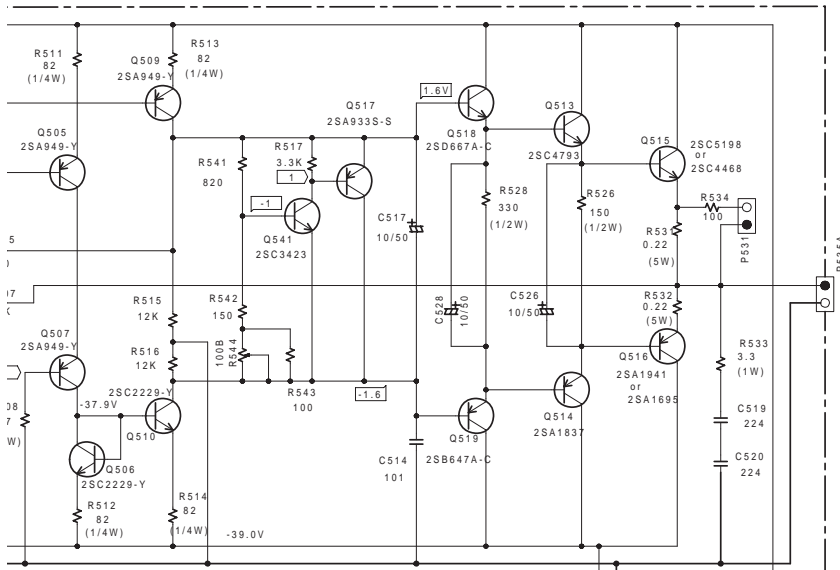 R511
82
(1/4W)
Q509
2SA949-Y
R513
82
(1/4W)
Q505
2SA949-Y
Q517
2SA933S-S
1.6V
Q518
2SD667A-C
Q513
2SC4793
Q515
2SC5198
or
2SC4468
R541
820
R517
3.3K
1
-1
Q541
2SC3423
C517
10/50
R528
330
(1/2W)
R526
150
(1/2W)
R534
100
R531
0.22
(5W)
P531
R515
12K
R516
12K
R542
150
100B
R544
R543
100
C528
10/50
C526
10/50
R532
0.22
(5W)
Q516
2SA1941
or
2SA1695
R533
3.3
(1W)
C519
224
C520
224
Q507
2SA949-Y
-37.9V
08
7
W)
2SC2229-Y
Q510
Q506
2SC2229-Y
-1.6
Q519
2SB647A-C
Q514
2SA1837
C514
101
R512
82
(1/4W)
R514
82
(1/4W)
-39.0V